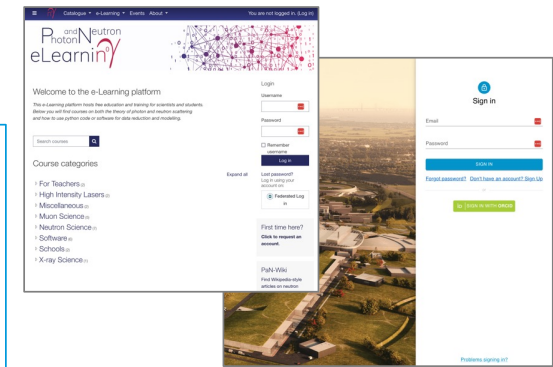 Catalogue e-Learning Events About You are not logged in. (Log in)
Photon and Neutron
eLearning
Welcome to the e-Learning platform
This e-Learning platform hosts free education and training for scientists and students.
Below you will find courses on both the theory of photon and neutron scattering
and how to use python code or software for data reduction and modelling.
Search courses
Course categories
Expand all
For Teachers
High Intensity Lasers
Miscellaneous
Muon Science
Neutron Science
Software
Schools
X-ray Science
Login
Username
Password
Remember
username
Log in
Lost password?
Log in using your
account on:
Federated Log
in
First time here?
Click to request an
account.
PaN-Wiki
Find Wikipedia-style
articles on neutron
Sign in
Email
Password
SIGN IN
Forgot password? Don't have an account? Sign Up
SIGN IN WITH ORCID
Problems signing in?